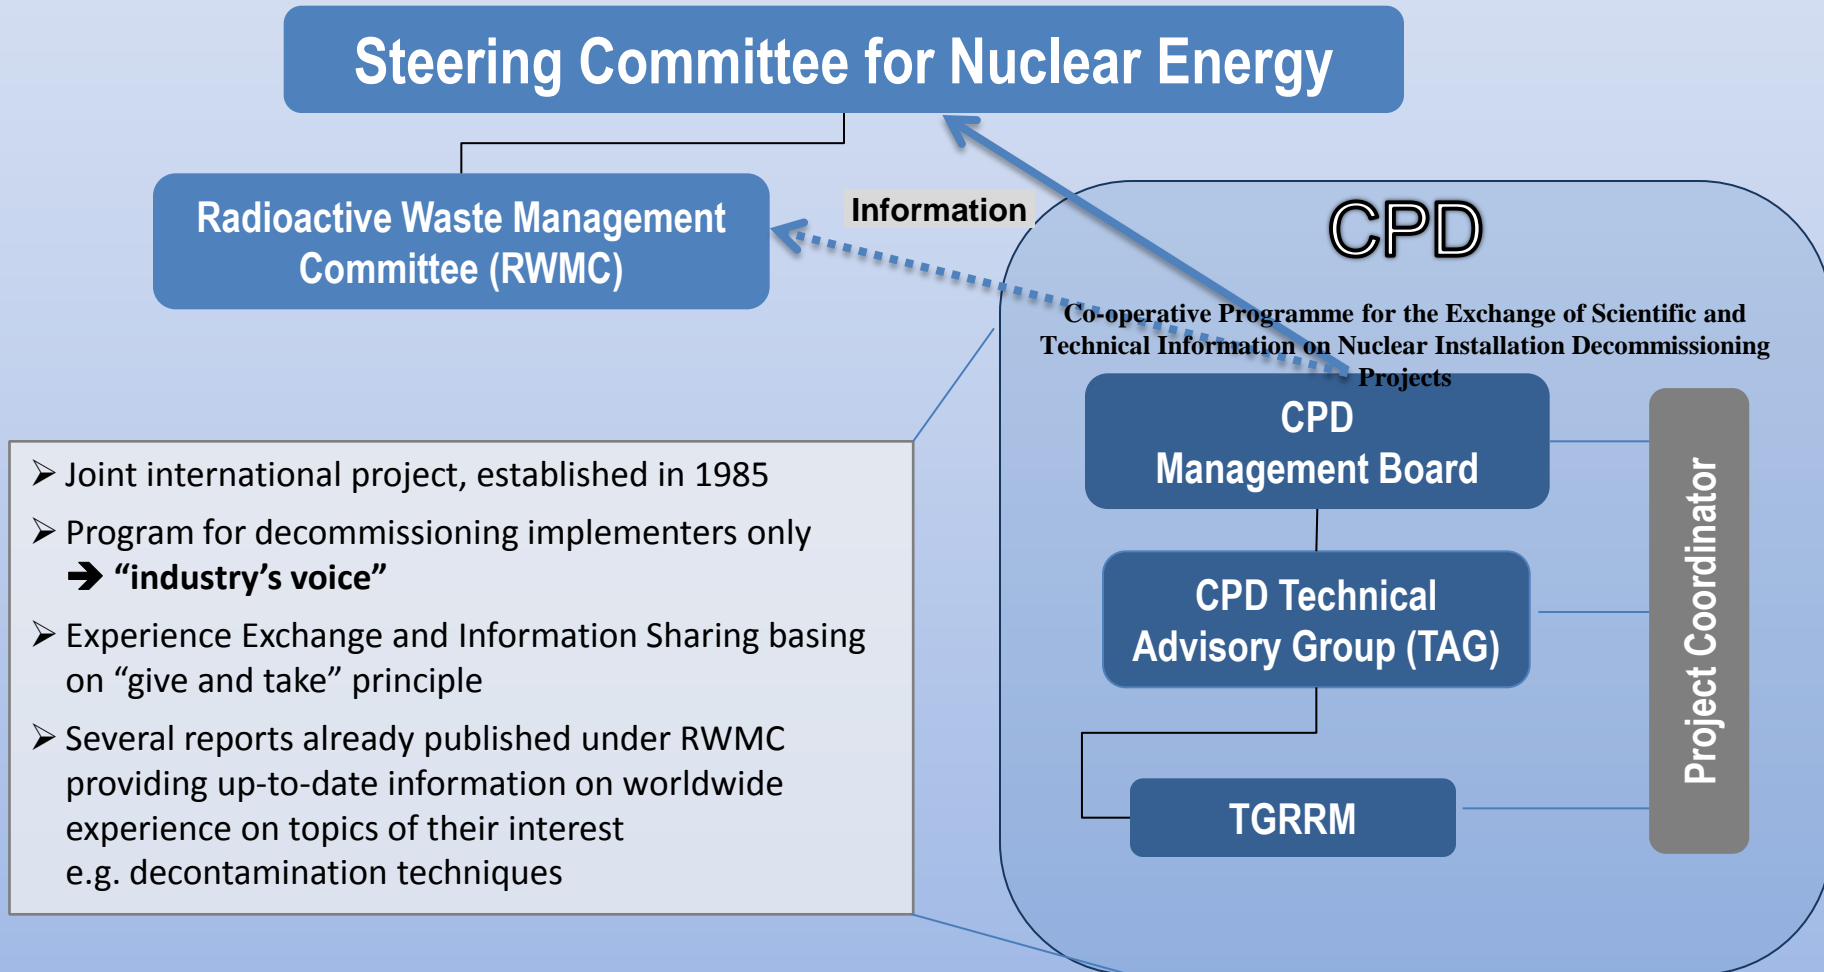 Steering Committee for Nuclear Energy
Radioactive Waste Management
Committee (RWMC)
Information
CPD
Co-operative Programme for the Exchange of Scientific and
Technical Information on Nuclear Installation Decommissioning
Projects
CPD
Management Board
CPD Technical
Advisory Group (TAG)
TGRRM
Project Coordinator
➢ Joint international project, established in 1985
➢ Program for decommissioning implementers only
➔ “industry’s voice”
➢ Experience Exchange and Information Sharing basing
on “give and take” principle
➢ Several reports already published under RWMC
providing up-to-date information on worldwide
experience on topics of their interest
e.g. decontamination techniques